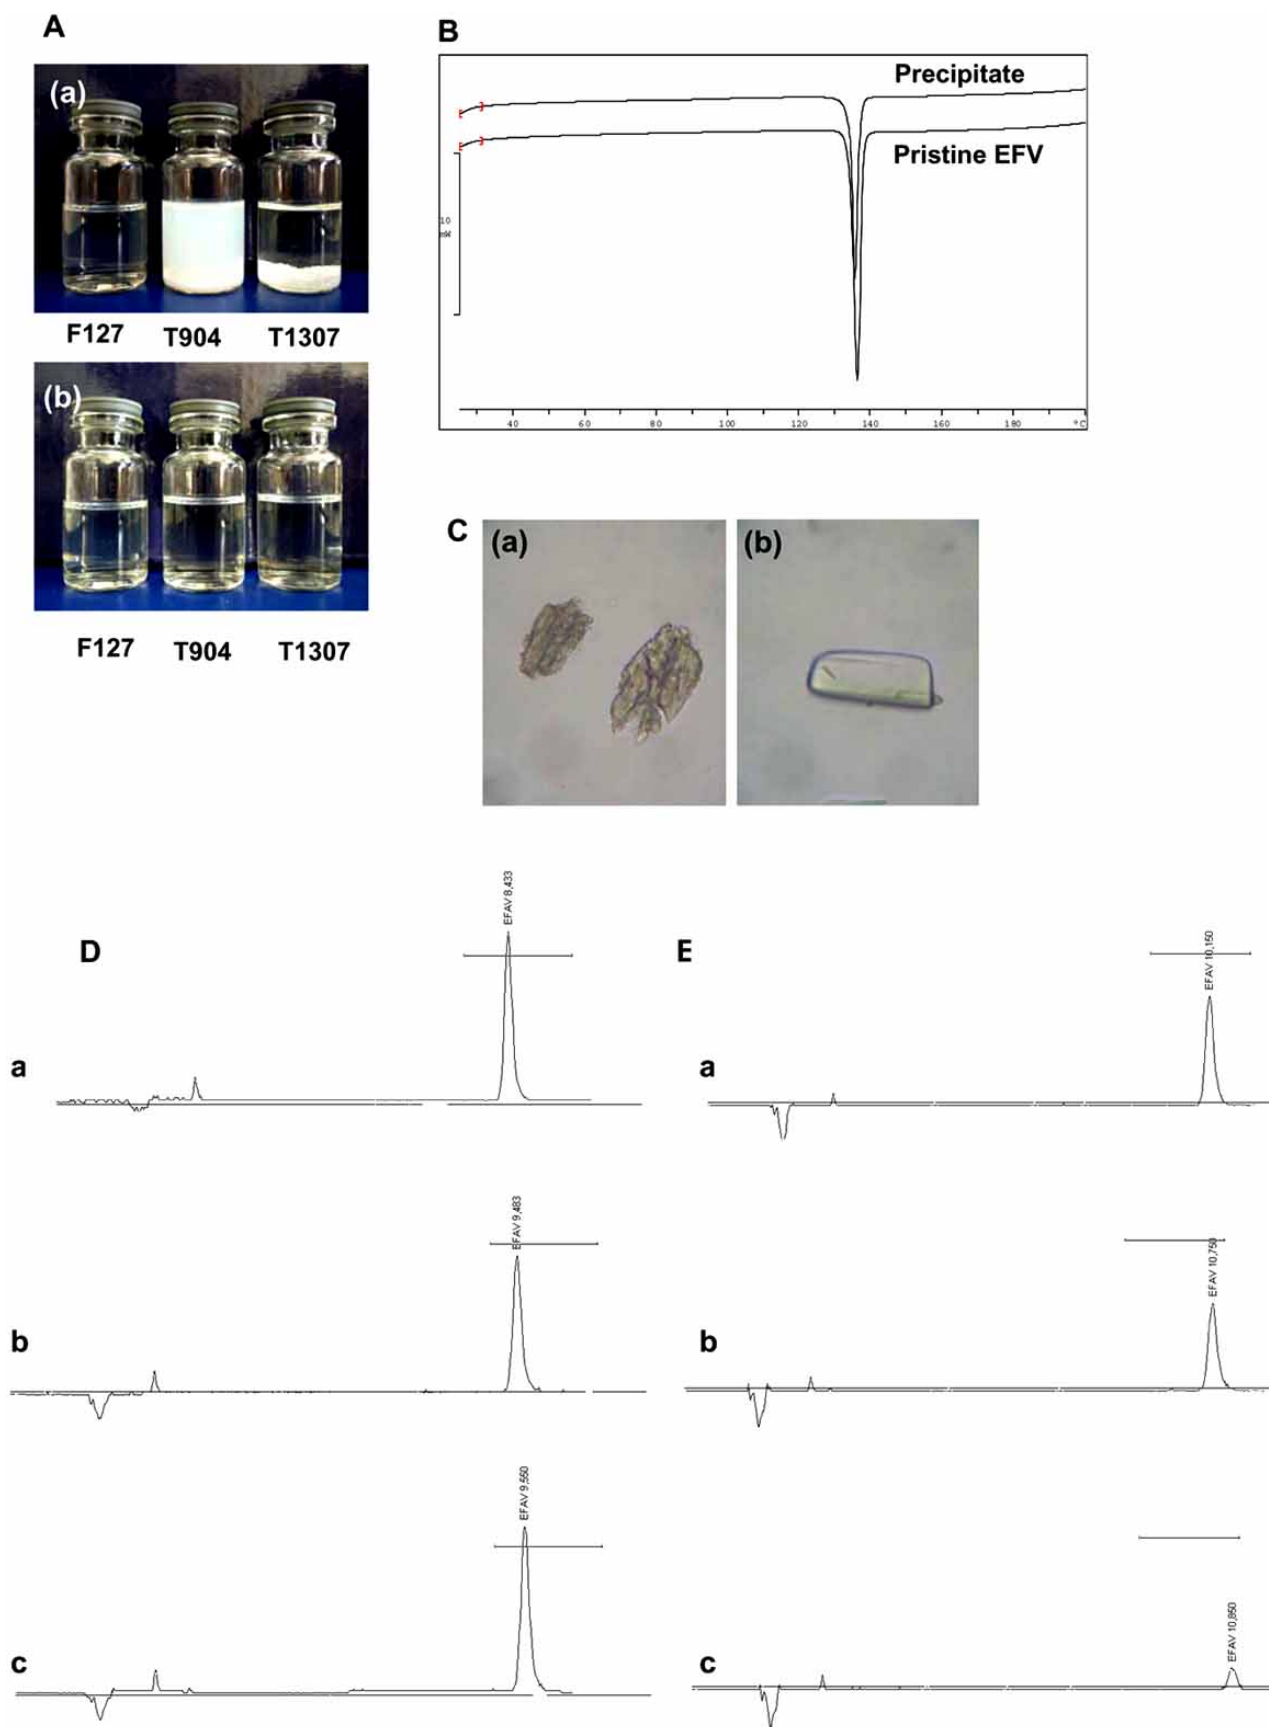 A
B
(a)
F127 T904 T1307
(b)
F127 T904 T1307
Precipitate
Pristine EFV
10
mW
40 60 80 100 120 140 160 180 °C
C
(a)
(b)
D
E
a
EFAV 8,433
a
EFAV 10,150
b
EFAV 9,483
b
EFAV 10,750
c
EFAV 9,550
c
EFAV 10,850